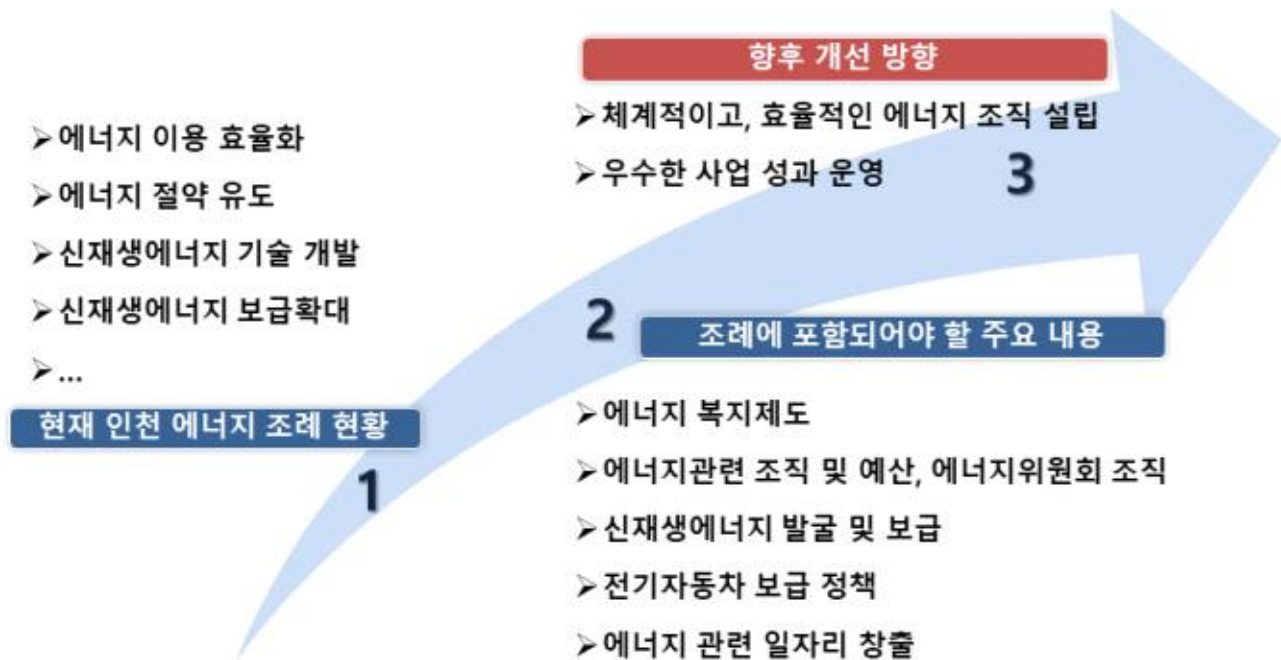 ➢에너지 이용 효율화
➢에너지 절약 유도
➢신재생에너지 기술 개발
➢신재생에너지 보급확대
➢...
현재 인천 에너지 조례 현황
1
2
조례에 포함되어야 할 주요 내용
➢에너지 복지제도
➢에너지관련 조직 및 예산, 에너지위원회 조직
➢신재생에너지 발굴 및 보급
➢전기자동차 보급 정책
➢에너지 관련 일자리 창출
향후 개선 방향
➢체계적이고, 효율적인 에너지 조직 설립
➢우수한 사업 성과 운영
3